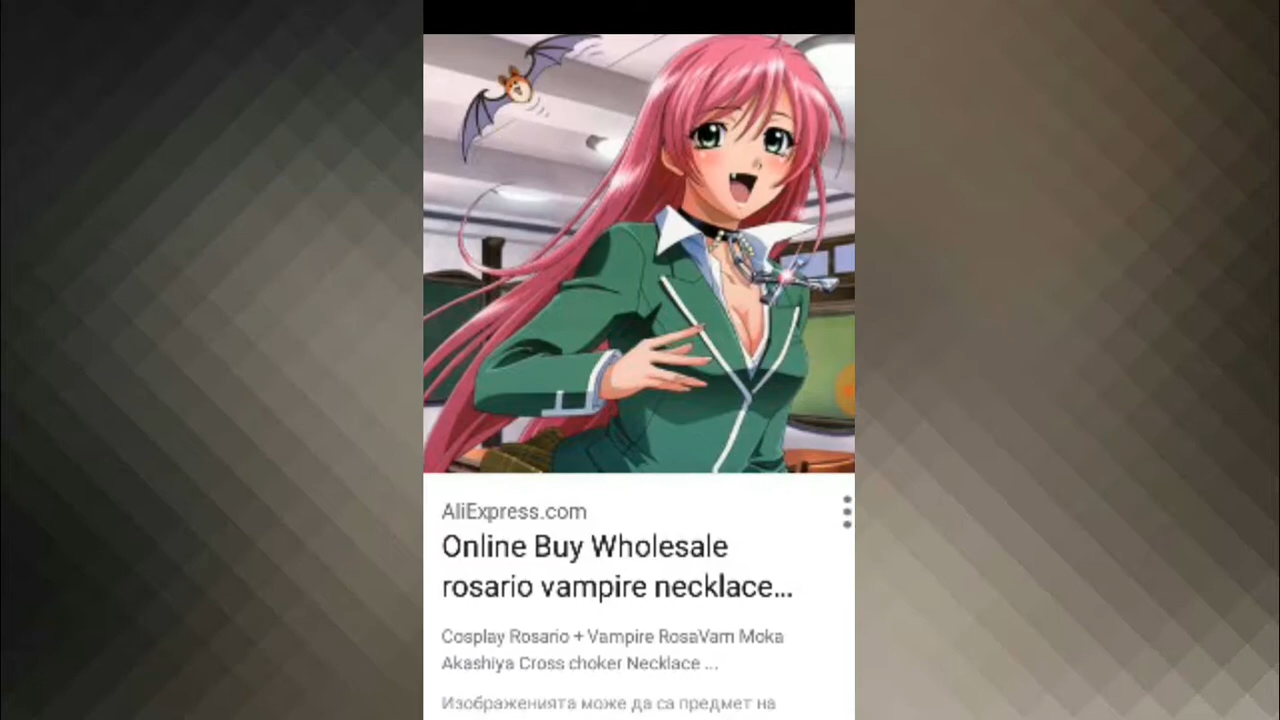 AliExpress.com
Online Buy Wholesale
rosario vampire necklace...
Cosplay Rosario + Vampire RosaVam Moka
Akashiya Cross choker Necklace ...
Изображенията може да са предмет на